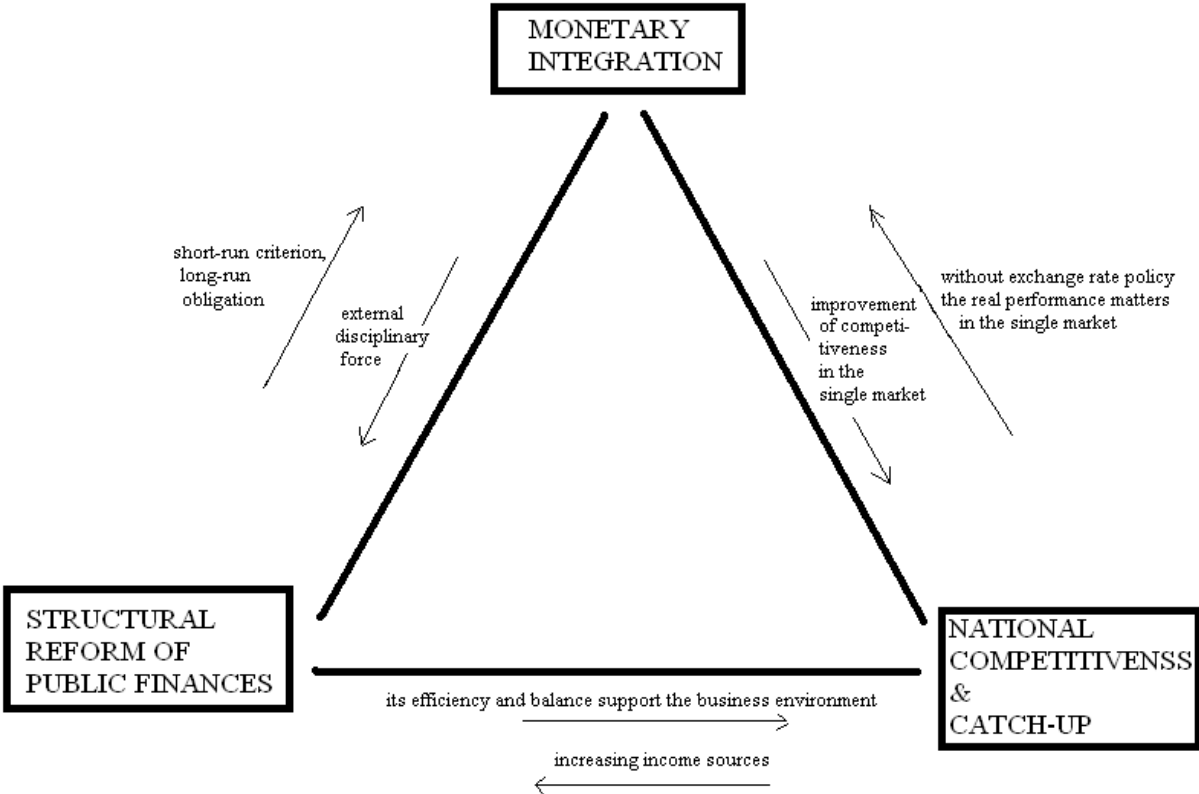 MONETARY
INTEGRATION
short-run criterion,
long-run
obligation
external
disciplinary
force
improvement
of competi-
tiveness
in the
single market
without exchange rate policy
the real performance matters
in the single market
STRUCTURAL
REFORM OF
PUBLIC FINANCES
NATIONAL
COMPETITIVENSS
&
CATCH-UP
its efficiency and balance support the business environment
increasing income sources